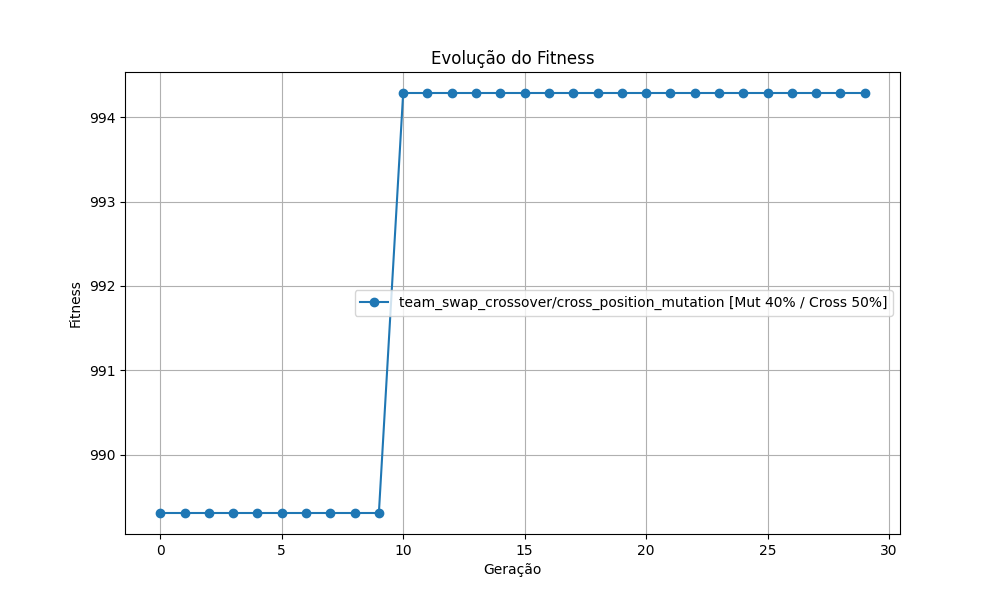 Evolução do Fitness
994
993
992
991
990
Fitness
team_swap_crossover/cross_position_mutation [Mut 40% / Cross 50%]
0 5 10 15 20 25 30
Geração